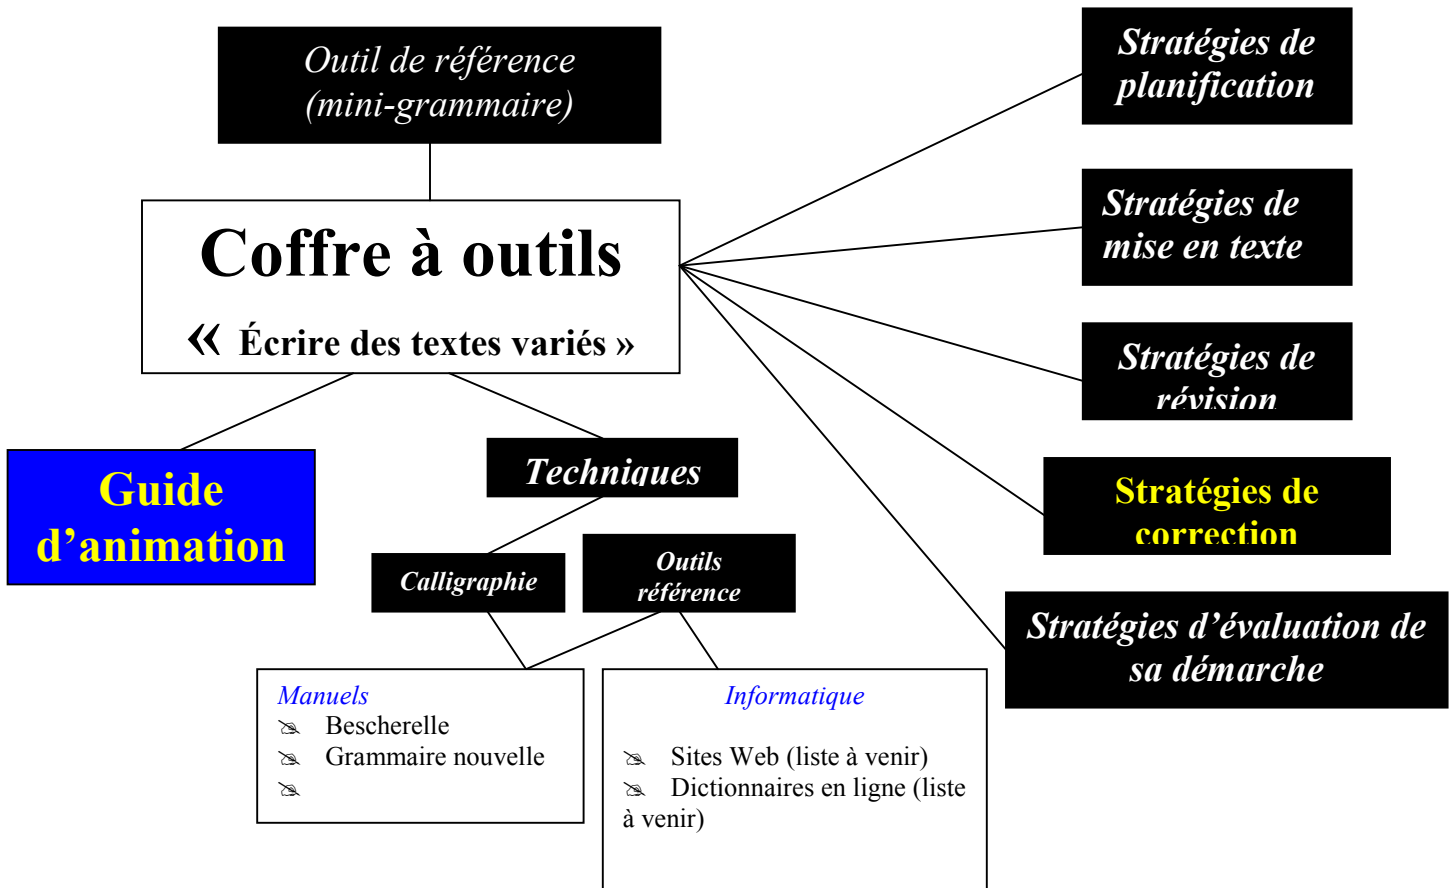 Outil de référence
(mini-grammaire)
Stratégies de
planification
Coffre à outils
« Écrire des textes variés »
Stratégies de
mise en texte
Stratégies de
révision
Guide
d’animation
Techniques
Stratégies de
correction
Calligraphie
Outils
référence
Stratégies d’évaluation de
sa démarche
Manuels
Bescherelle
Grammaire nouvelle
Informatique
Sites Web (liste à venir)
Dictionnaires en ligne (liste
à venir)